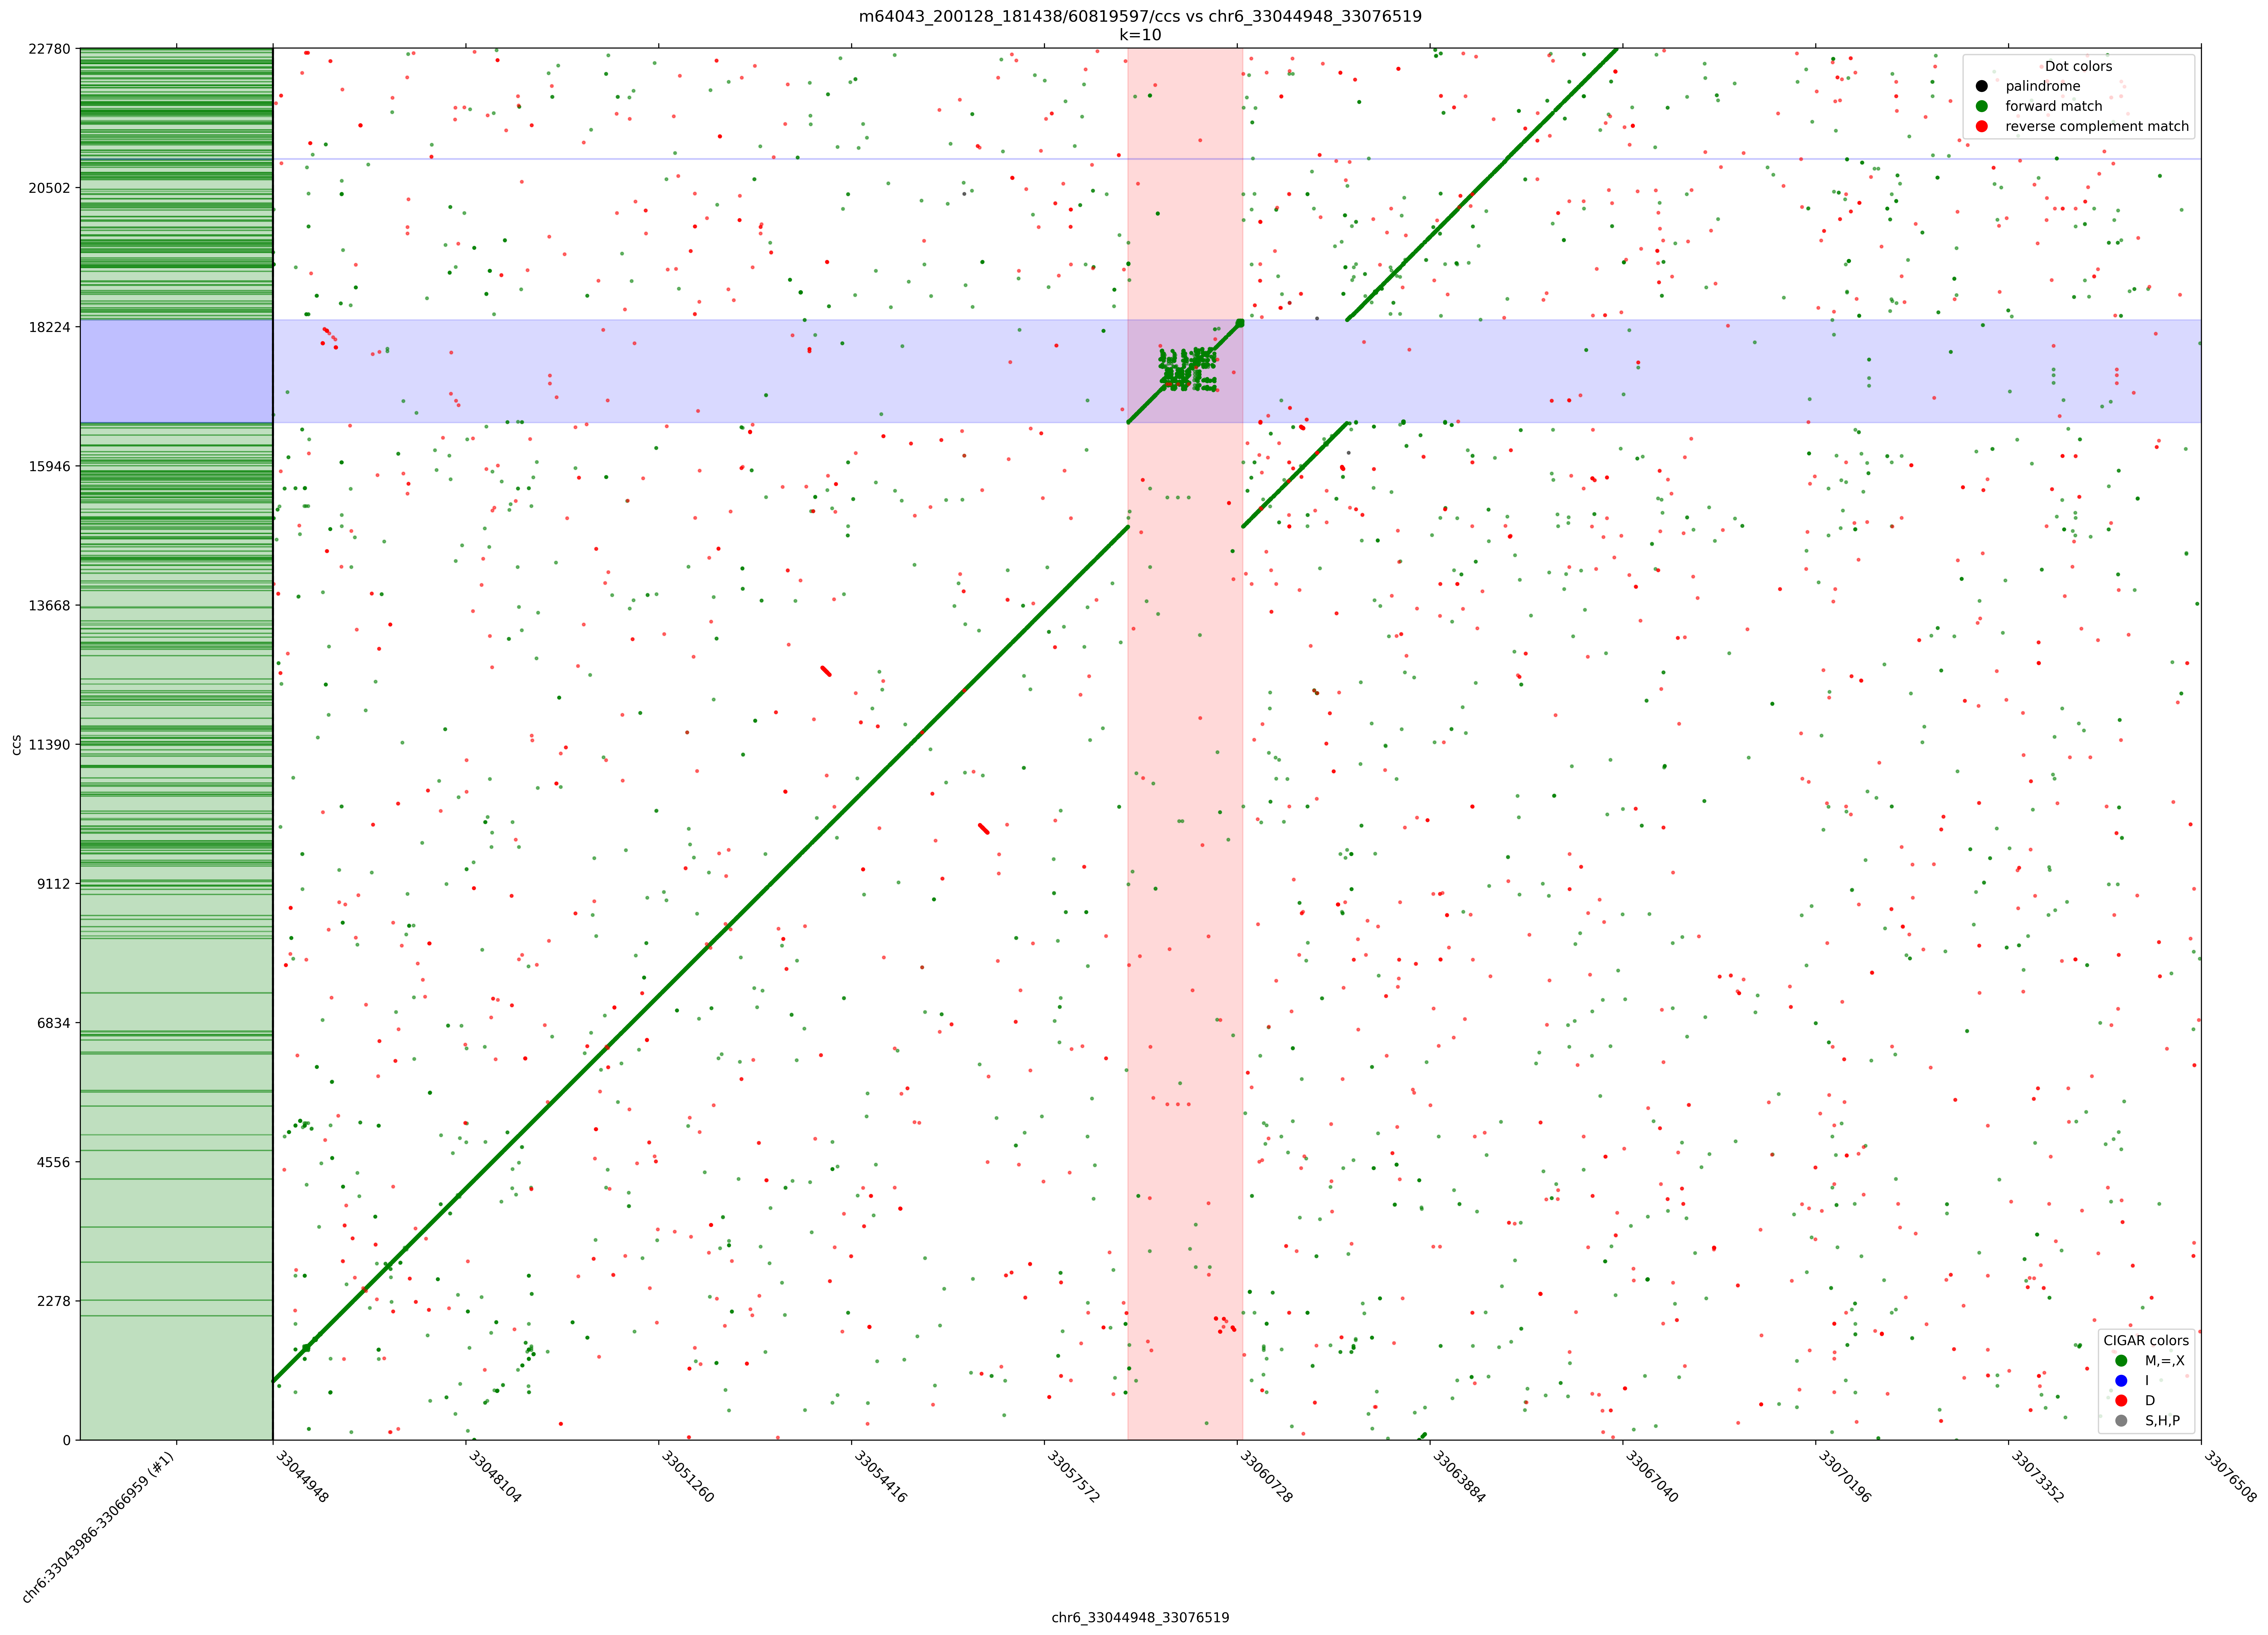 m64043_200128_181438/60819597/ccs vs chr6_33044948_33076519
k=10
22780
20502
18224
15946
13668
11390
9112
6834
4556
2278
0
ccs
Dot colors
palindrome
forward match
reverse complement match
CIGAR colors
M,=,X
I
D
S,H,P
chr6:33043986-33066959 (#1)
33044948
33048104
33051260
33054416
33057572
33060728
33063884
33067040
33070196
33073352
33076508
chr6_33044948_33076519